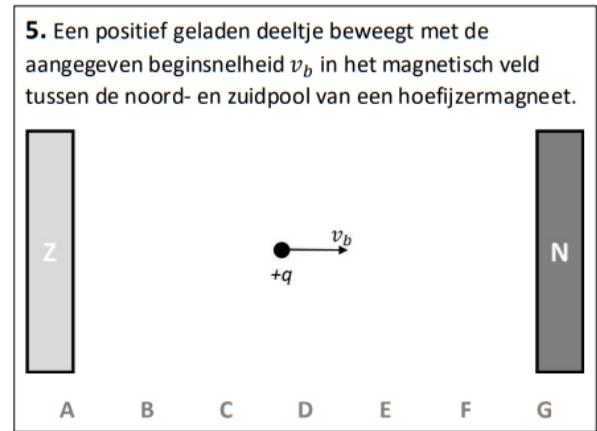 5. Een positief geladen deeltje beweegt met de
aangegeven beginsnelheid v_b in het magnetisch veld
tussen de noord- en zuidpool van een hoefijzermagneet.
v_b
Z
N
+q
A B C D E F G